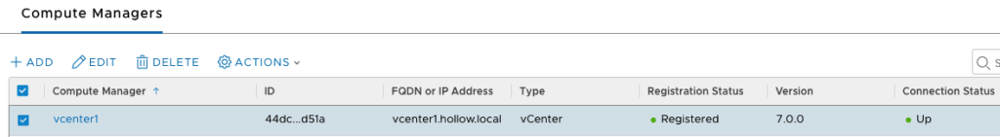 Compute Managers
+ ADD EDIT DELETE ACTIONS
Compute Manager ↑ ID FQDN or IP Address Type Registration Status Version Connection Status
vcenter1 44dc...d51a vcenter1.hollow.local vCenter Registered 7.0.0 Up